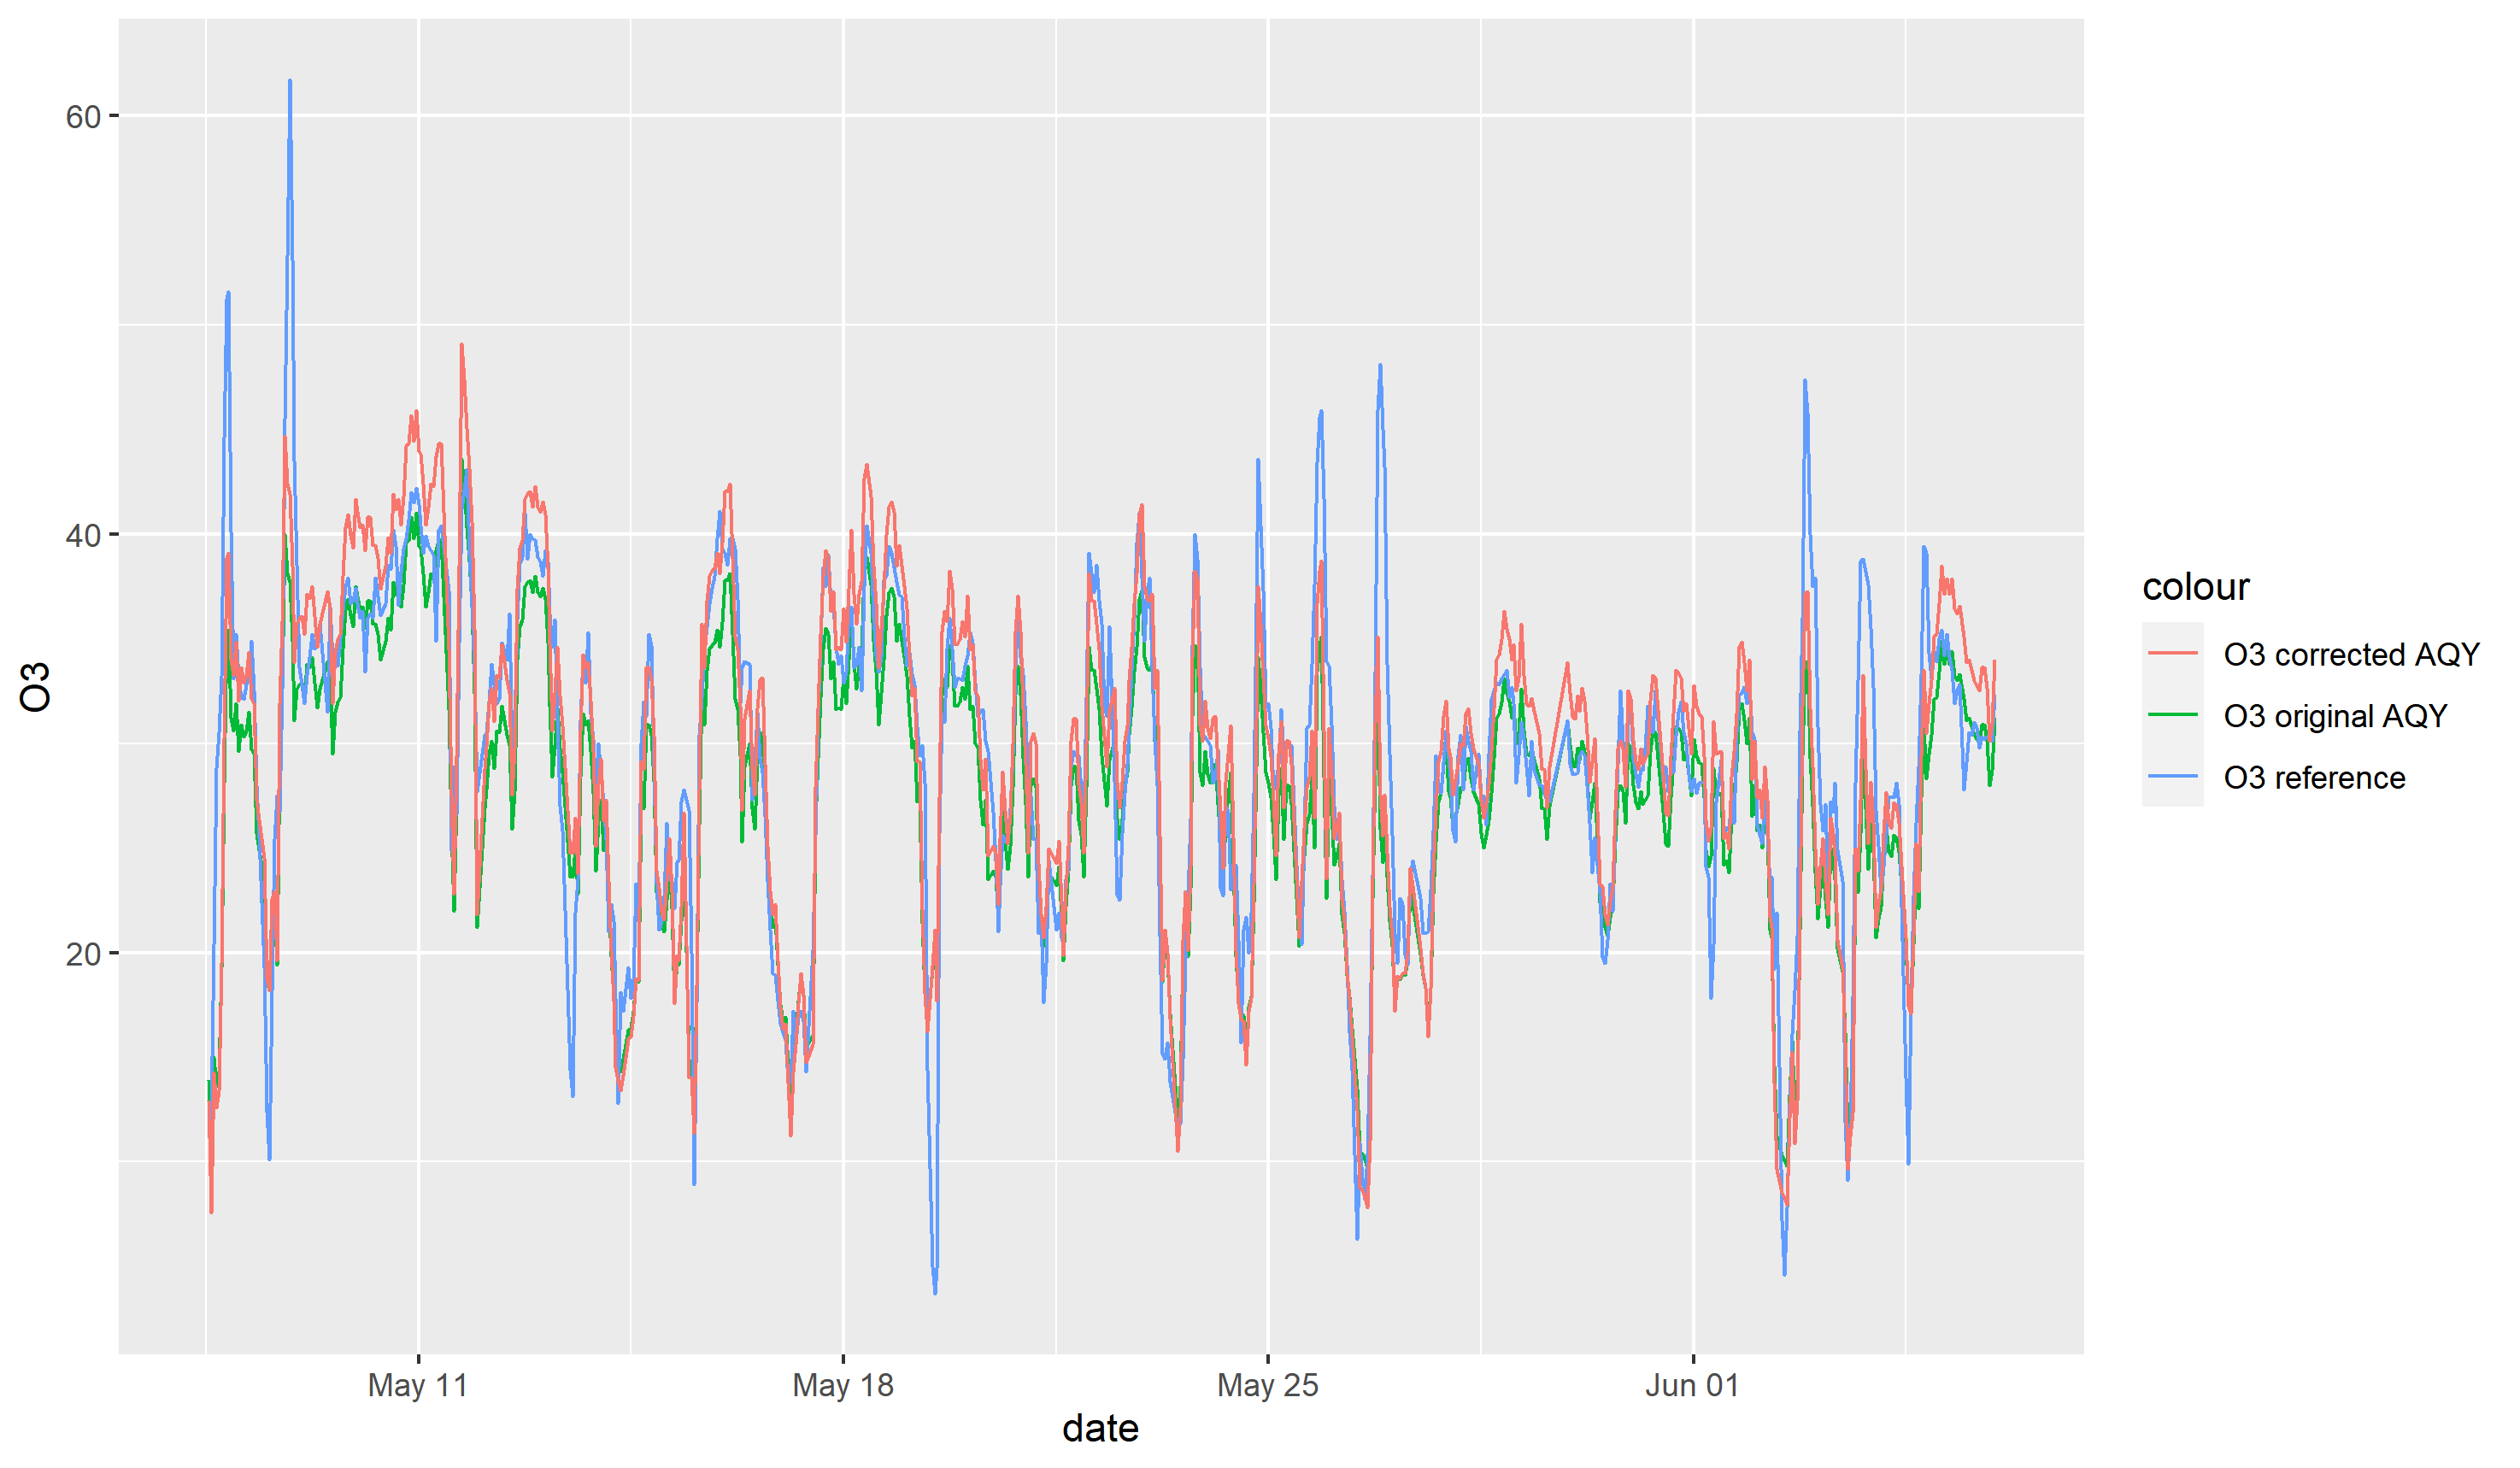 60
40
20
O3
May 11
May 18
May 25
Jun 01
date
colour
O3 corrected AQY
O3 original AQY
O3 reference